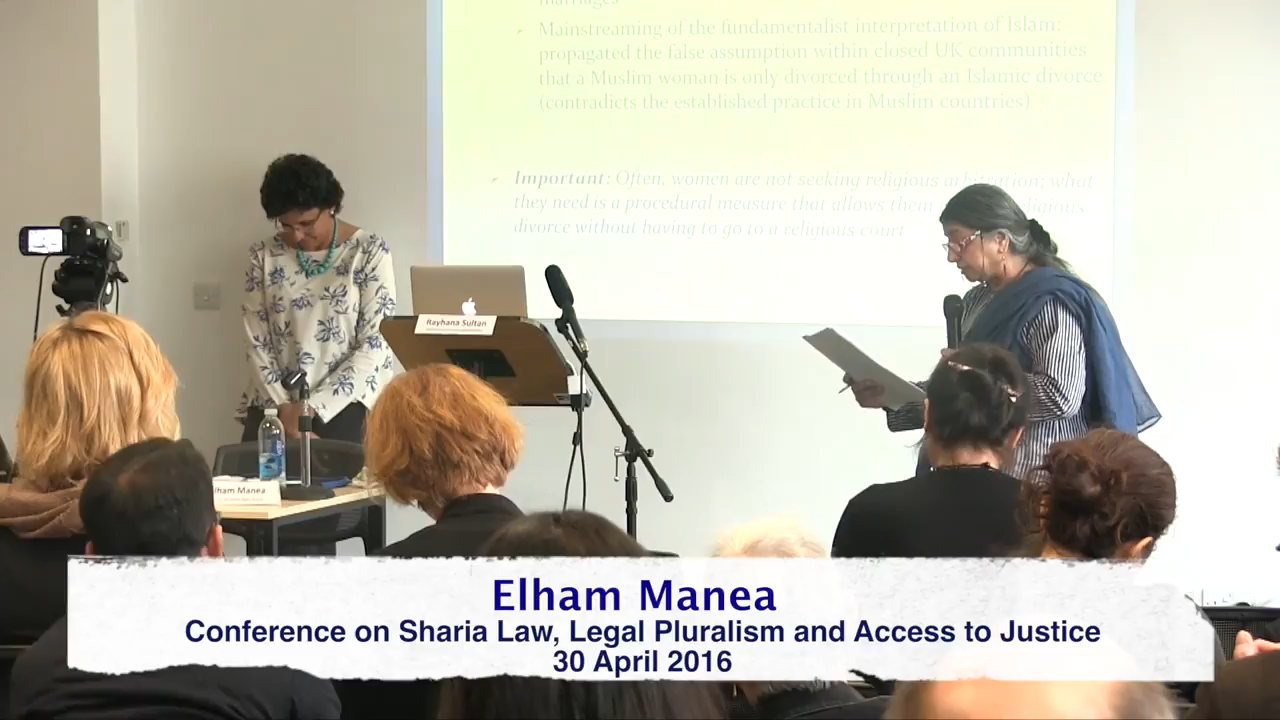 marriages
Mainstreaming of the fundamentalist interpretation of Islam:
propagated the false assumption within closed UK communities
that a Muslim woman is only divorced through an Islamic divorce
(contradicts the established practice in Muslim countries)
Important: Often, women are not seeking religious arbitration; what
they need is a procedural measure that allows them religious
divorce without having to go to a religious court
Rayhana Sultan
lham Manea
Elham Manea
Conference on Sharia Law, Legal Pluralism and Access to Justice
30 April 2016